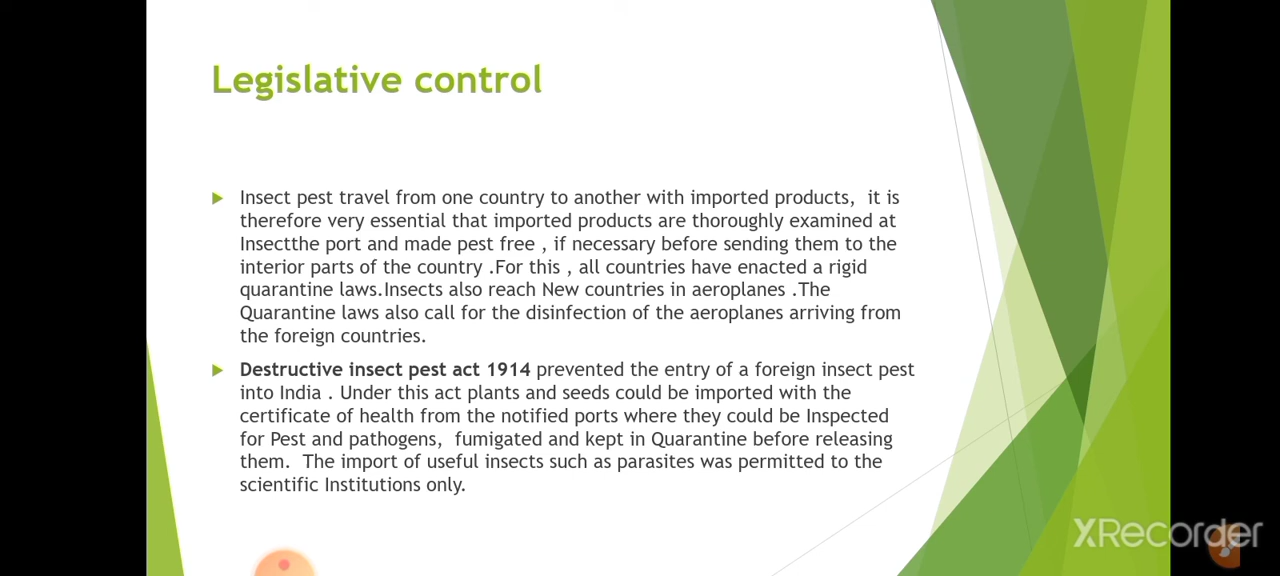 Legislative control
Insect pest travel from one country to another with imported products,  it is
therefore very essential that imported products are thoroughly examined at
Insectthe port and made pest free , if necessary before sending them to the
interior parts of the country .For this , all countries have enacted a rigid
quarantine laws.Insects also reach New countries in aeroplanes .The
Quarantine laws also call for the disinfection of the aeroplanes arriving from
the foreign countries.
Destructive insect pest act 1914 prevented the entry of a foreign insect pest
into India . Under this act plants and seeds could be imported with the
certificate of health from the notified ports where they could be Inspected
for Pest and pathogens,  fumigated and kept in Quarantine before releasing
them.  The import of useful insects such as parasites was permitted to the
scientific Institutions only.
XRecorder